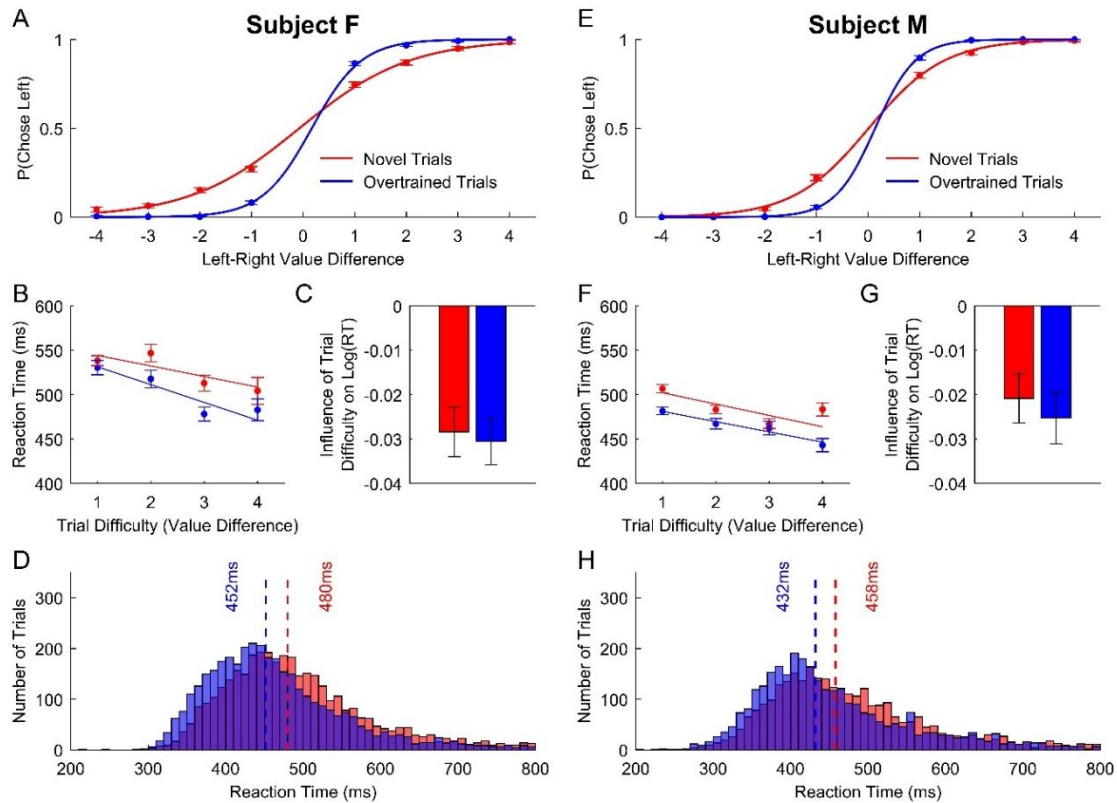 A
Subject F
1
0.5
0
P(Chose Left)
Novel Trials
Overtrained Trials
-4 -3 -2 -1 0 1 2 3 4
Left-Right Value Difference
B
600
550
500
450
400
Reaction Time (ms)
1 2 3 4
Trial Difficulty (Value Difference)
C
0
-0.01
-0.02
-0.03
-0.04
Influence of Trial
Difficulty on Log(RT)
D
300
200
100
0
Number of Trials
452ms
480ms
200 300 400 500 600 700 800
Reaction Time (ms)
E
Subject M
1
0.5
0
P(Chose Left)
Novel Trials
Overtrained Trials
-4 -3 -2 -1 0 1 2 3 4
Left-Right Value Difference
F
600
550
500
450
400
Reaction Time (ms)
1 2 3 4
Trial Difficulty (Value Difference)
G
0
-0.01
-0.02
-0.03
-0.04
Influence of Trial
Difficulty on Log(RT)
H
300
200
100
0
Number of Trials
432ms
458ms
200 300 400 500 600 700 800
Reaction Time (ms)